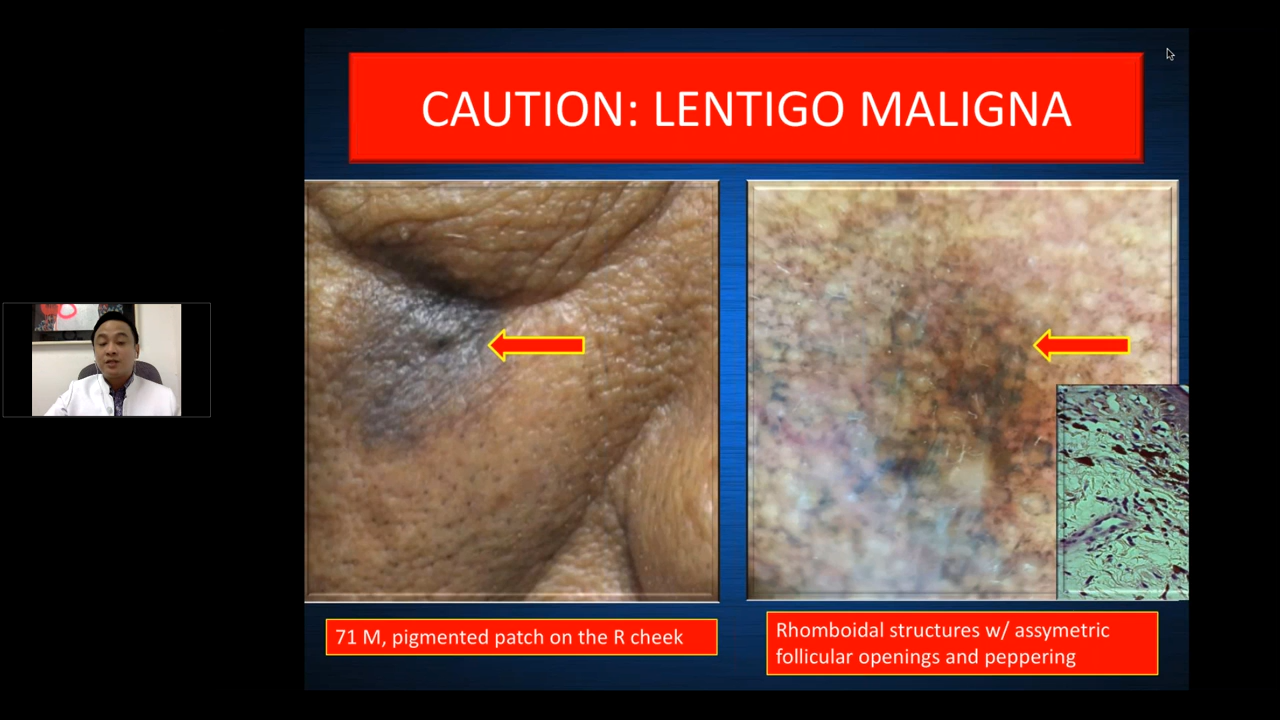 CAUTION: LENTIGO MALIGNA
71 M, pigmented patch on the R cheek
Rhomboidal structures w/ assymetric
follicular openings and peppering